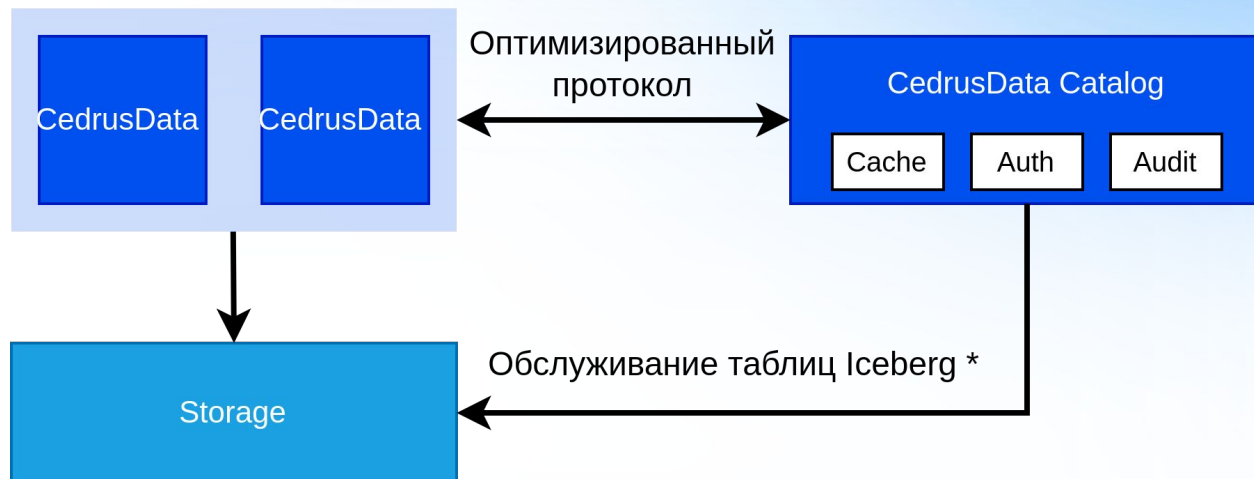 Оптимизированный
протокол
CedrusData
CedrusData
CedrusData Catalog
Cache
Auth
Audit
Обслуживание таблиц Iceberg *
Storage